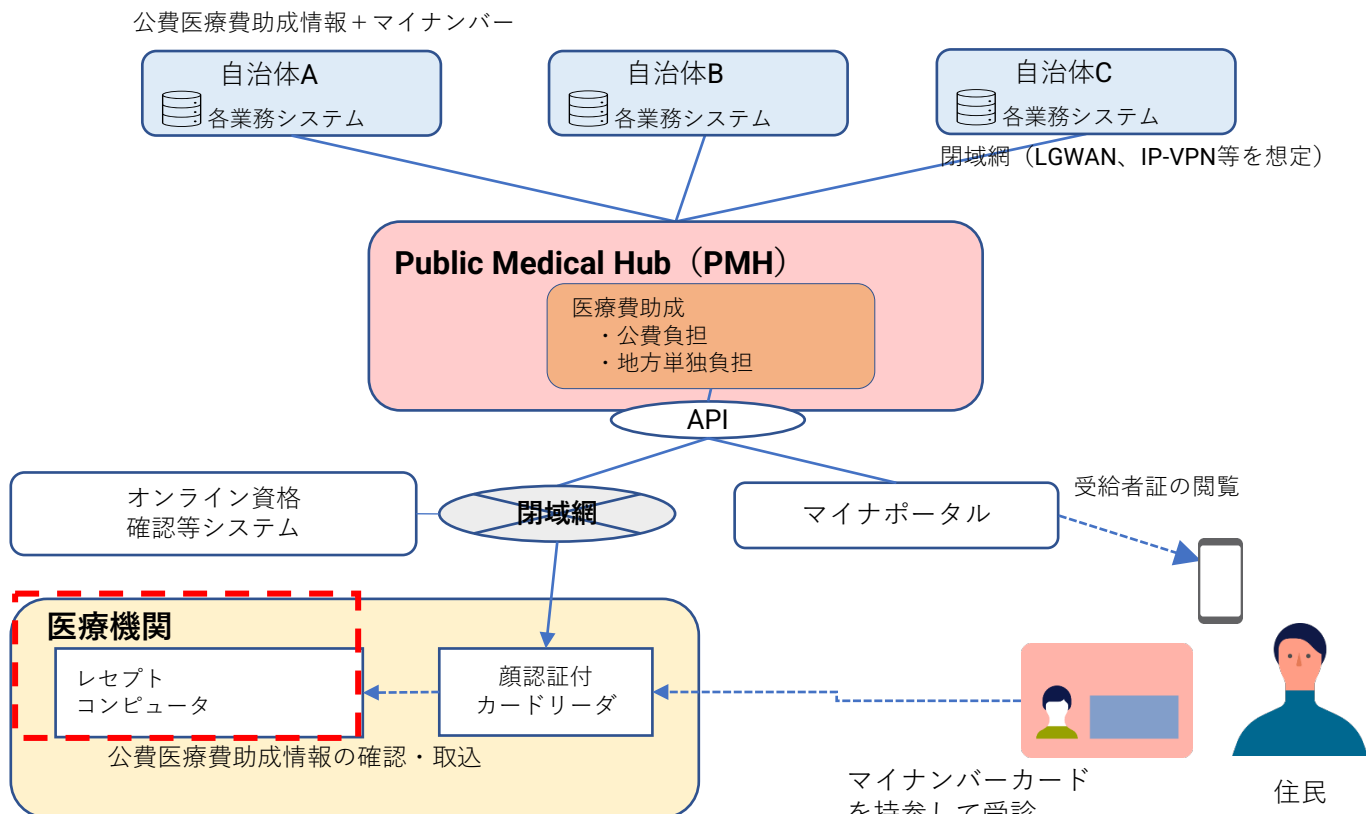 公費医療費助成情報＋マイナンバー
自治体A
各業務システム
自治体B
各業務システム
自治体C
各業務システム
閉域網（LGWAN、IP-VPN等を想定）
Public Medical Hub（PMH）
医療費助成
・公費負担
・地方単独負担
API
オンライン資格
確認等システム
閉域網
マイナポータル
受給者証の閲覧
医療機関
レセプト
コンピュータ
顔認証付
カードリーダ
公費医療費助成情報の確認・取込
マイナンバーカード
を持参して受診
住民